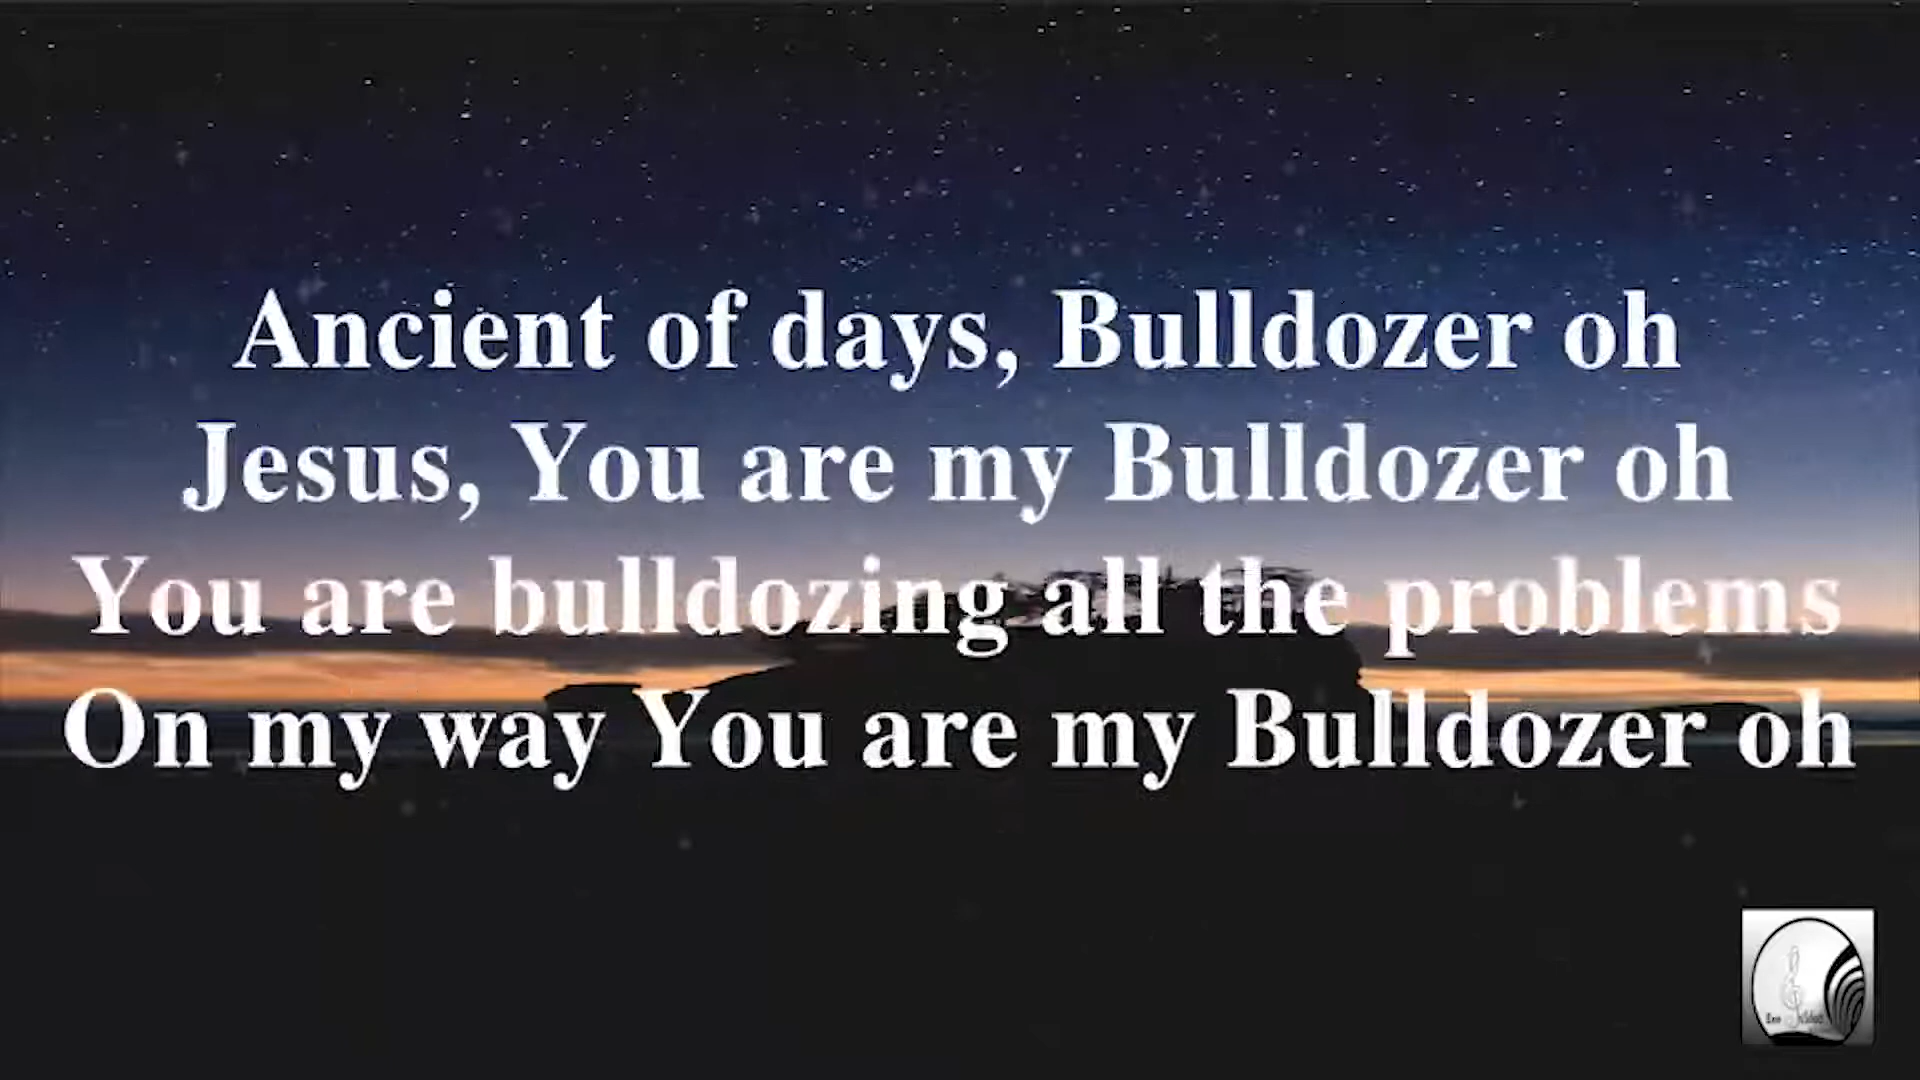 Ancient of days, Bulldozer oh
Jesus, You are my Bulldozer oh
You are bulldozing all the problems
On my way You are my Bulldozer oh